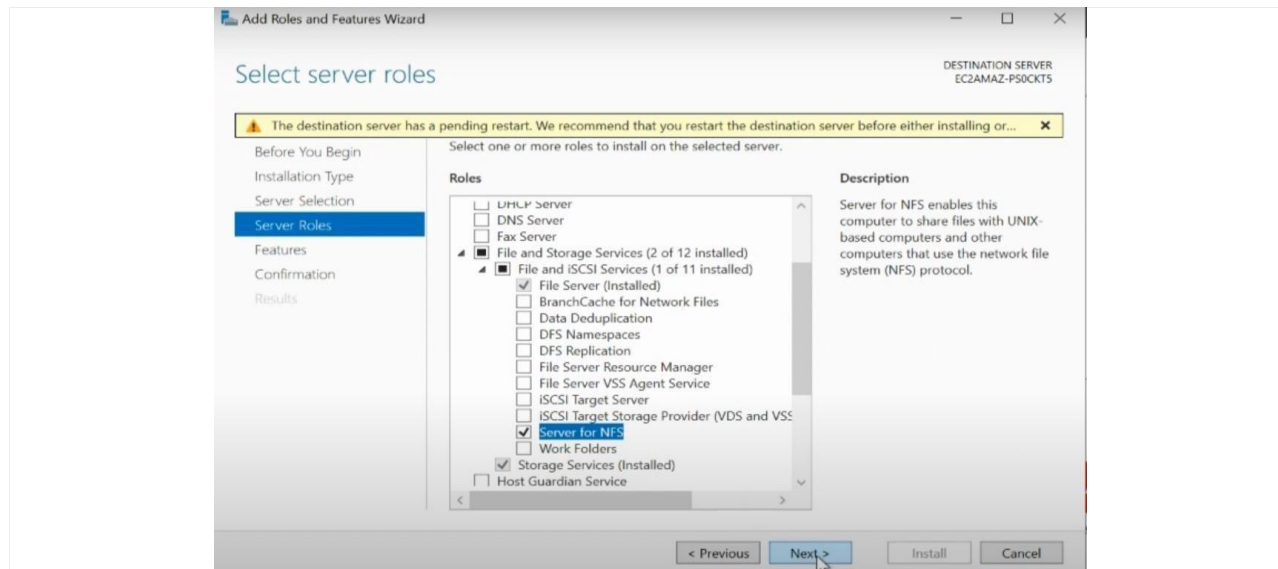 Add Roles and Features Wizard
Select server roles
DESTINATION SERVER
EC2AMAZ-PS0CKT5
The destination server has a pending restart. We recommend that you restart the destination server before either installing or...
Before You Begin
Installation Type
Server Selection
Server Roles
Features
Confirmation
Results
Select one or more roles to install on the selected server.
Roles
DHCP Server
DNS Server
Fax Server
File and Storage Services (2 of 12 installed)
File and iSCSI Services (1 of 11 installed)
File Server (Installed)
BranchCache for Network Files
Data Deduplication
DFS Namespaces
DFS Replication
File Server Resource Manager
File Server VSS Agent Service
iSCSI Target Server
iSCSI Target Storage Provider (VDS and VSS
Server for NFS
Work Folders
Storage Services (Installed)
Host Guardian Service
Description
Server for NFS enables this
computer to share files with UNIX-
based computers and other
computers that use the network file
system (NFS) protocol.
< Previous
Next >
Install
Cancel